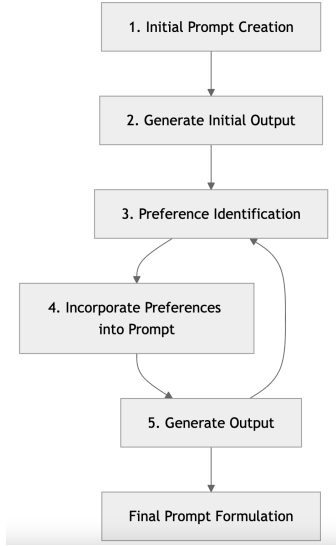 1. Initial Prompt Creation
2. Generate Initial Output
3. Preference Identification
4. Incorporate Preferences
into Prompt
5. Generate Output
Final Prompt Formulation